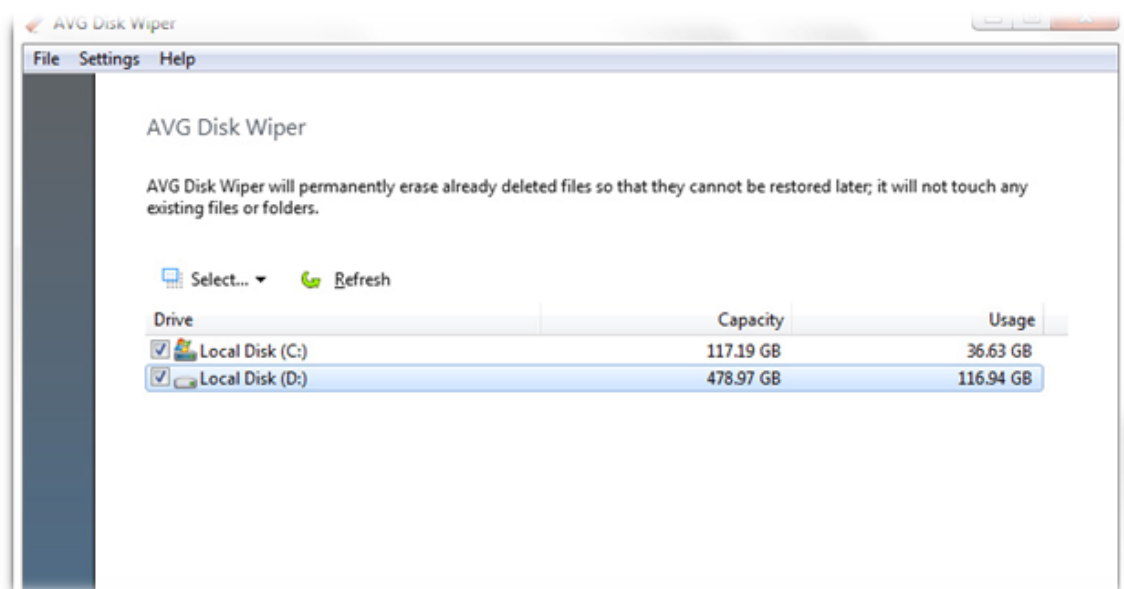 AVG Disk Wiper
File Settings Help
AVG Disk Wiper
AVG Disk Wiper will permanently erase already deleted files so that they cannot be restored later; it will not touch any
existing files or folders.
Select... Refresh
Drive Capacity Usage
Local Disk (C:) 117.19 GB 36.63 GB
Local Disk (D:) 478.97 GB 116.94 GB